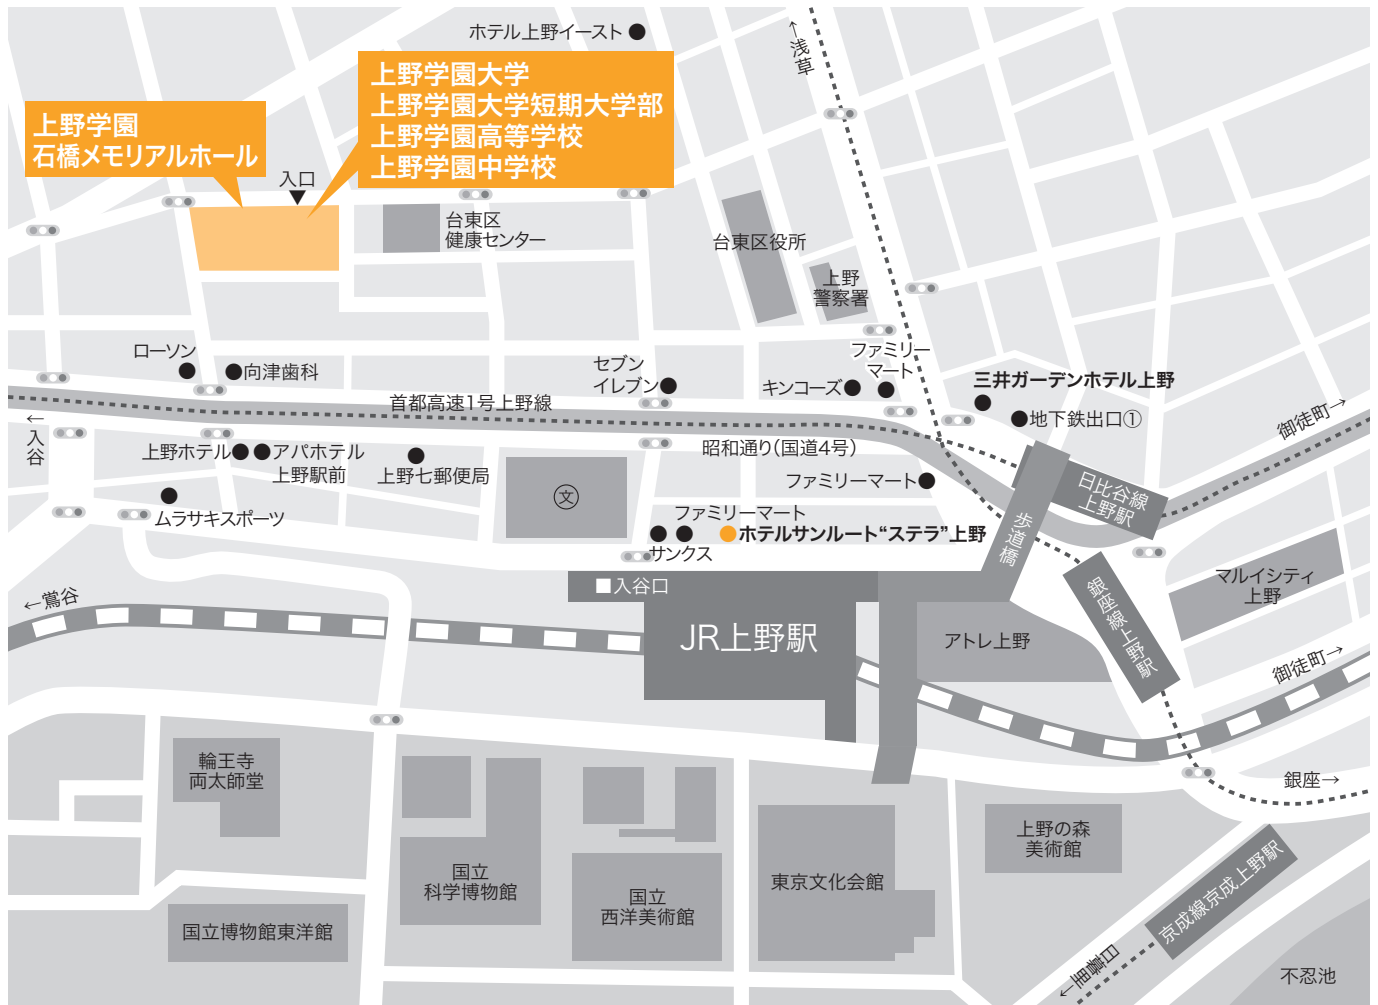 ホテル上野イースト
←浅草
上野学園大学
上野学園大学短期大学部
上野学園高等学校
上野学園中学校
上野学園
石橋メモリアルホール
入口
台東区
健康センター
台東区役所
上野
警察署
ローソン
向津歯科
セブン
イレブン
キンコーズ
ファミリー
マート
三井ガーデンホテル上野
地下鉄出口①
御徒町→
首都高速1号上野線
←入谷
上野ホテル
アパホテル
上野駅前
上野七郵便局
昭和通り(国道4号)
ファミリーマート
日比谷線
上野駅
ムラサキスポーツ
文
ファミリーマート
サンクス
ホテルサンルート“ステラ”上野
歩道橋
入谷口
←鶯谷
JR上野駅
アトレ上野
銀座線上野駅
マルイシティ
上野
御徒町→
輪王寺
両太師堂
国立
科学博物館
国立
西洋美術館
東京文化会館
上野の森
美術館
銀座→
京成線京成上野駅
国立博物館東洋館
←日暮里
不忍池